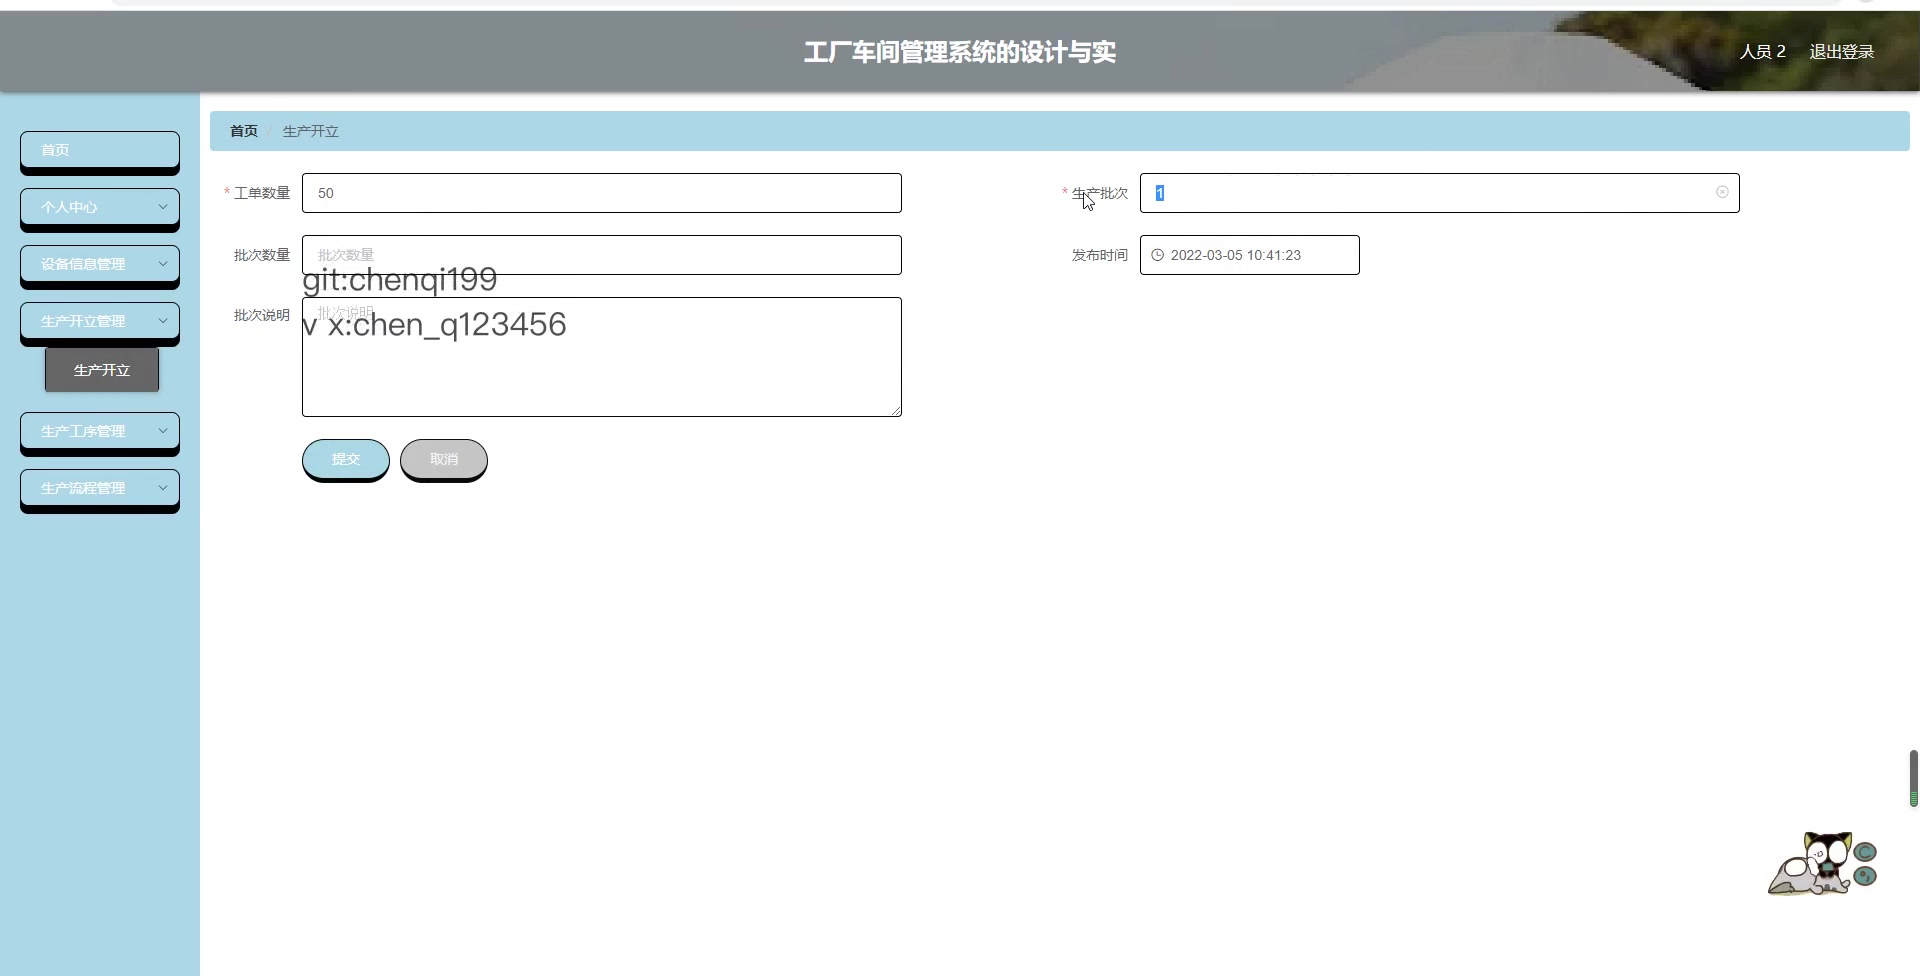 工厂车间管理系统的设计与实
人员 2
退出登录
首页
个人中心
设备信息管理
生产开立管理
生产开立
生产工序管理
生产流程管理
首页 / 生产开立
* 工单数量
50
* 生产批次
1
批次数量
批次数量
发布时间
2022-03-05 10:41:23
git:chenqi199
批次说明
批次说明
v x:chen_q123456
提交
取消